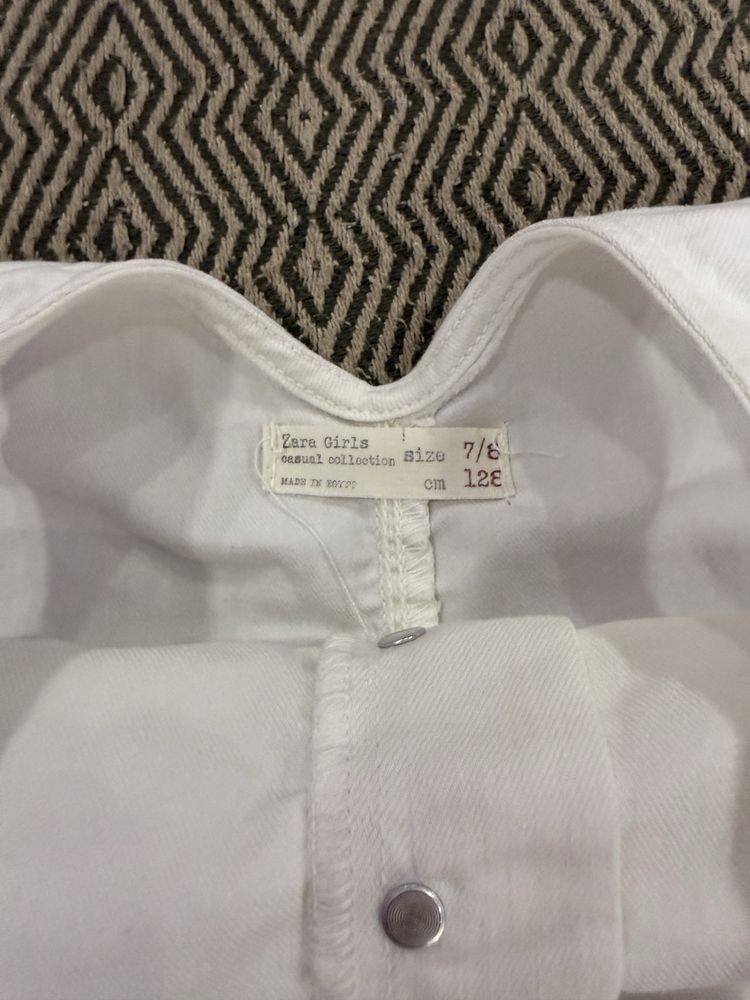 Zara Girls
casual collection
MADE IN EGYPT
size 7/8
cm 128